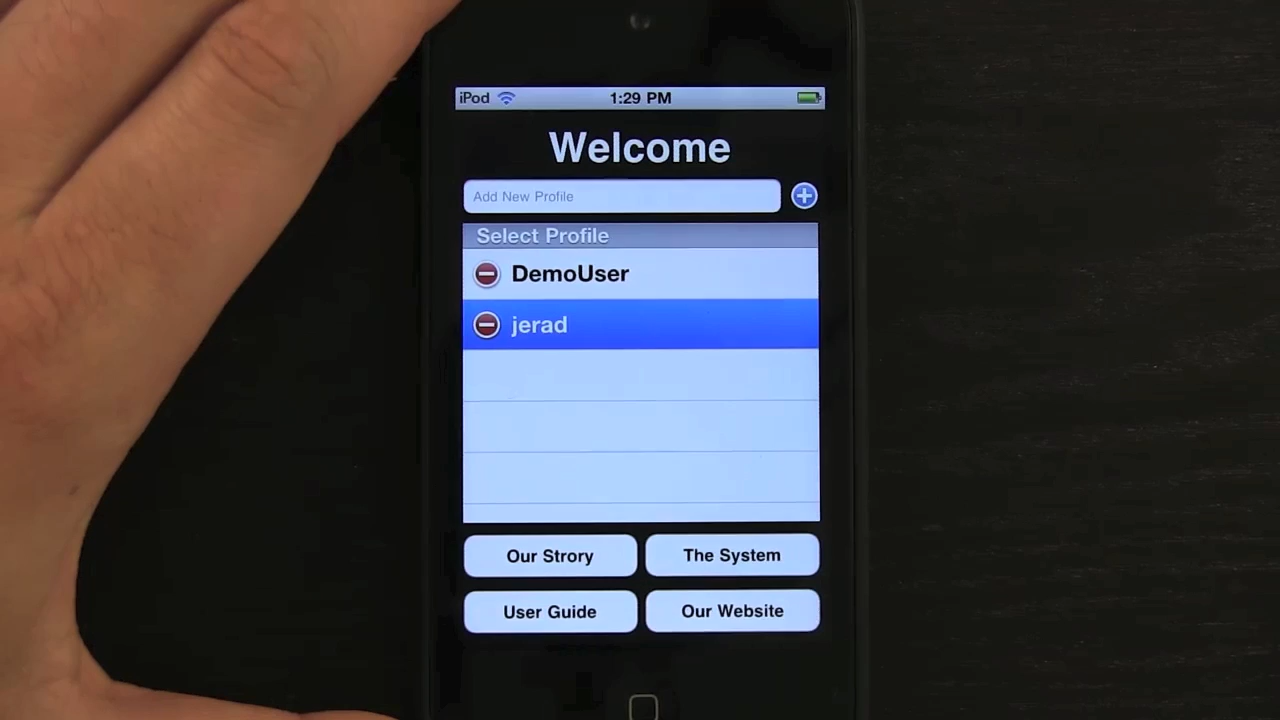 iPod 1:29 PM
Welcome
Add New Profile
Select Profile
DemoUser
jerad
Our Strory The System
User Guide Our Website